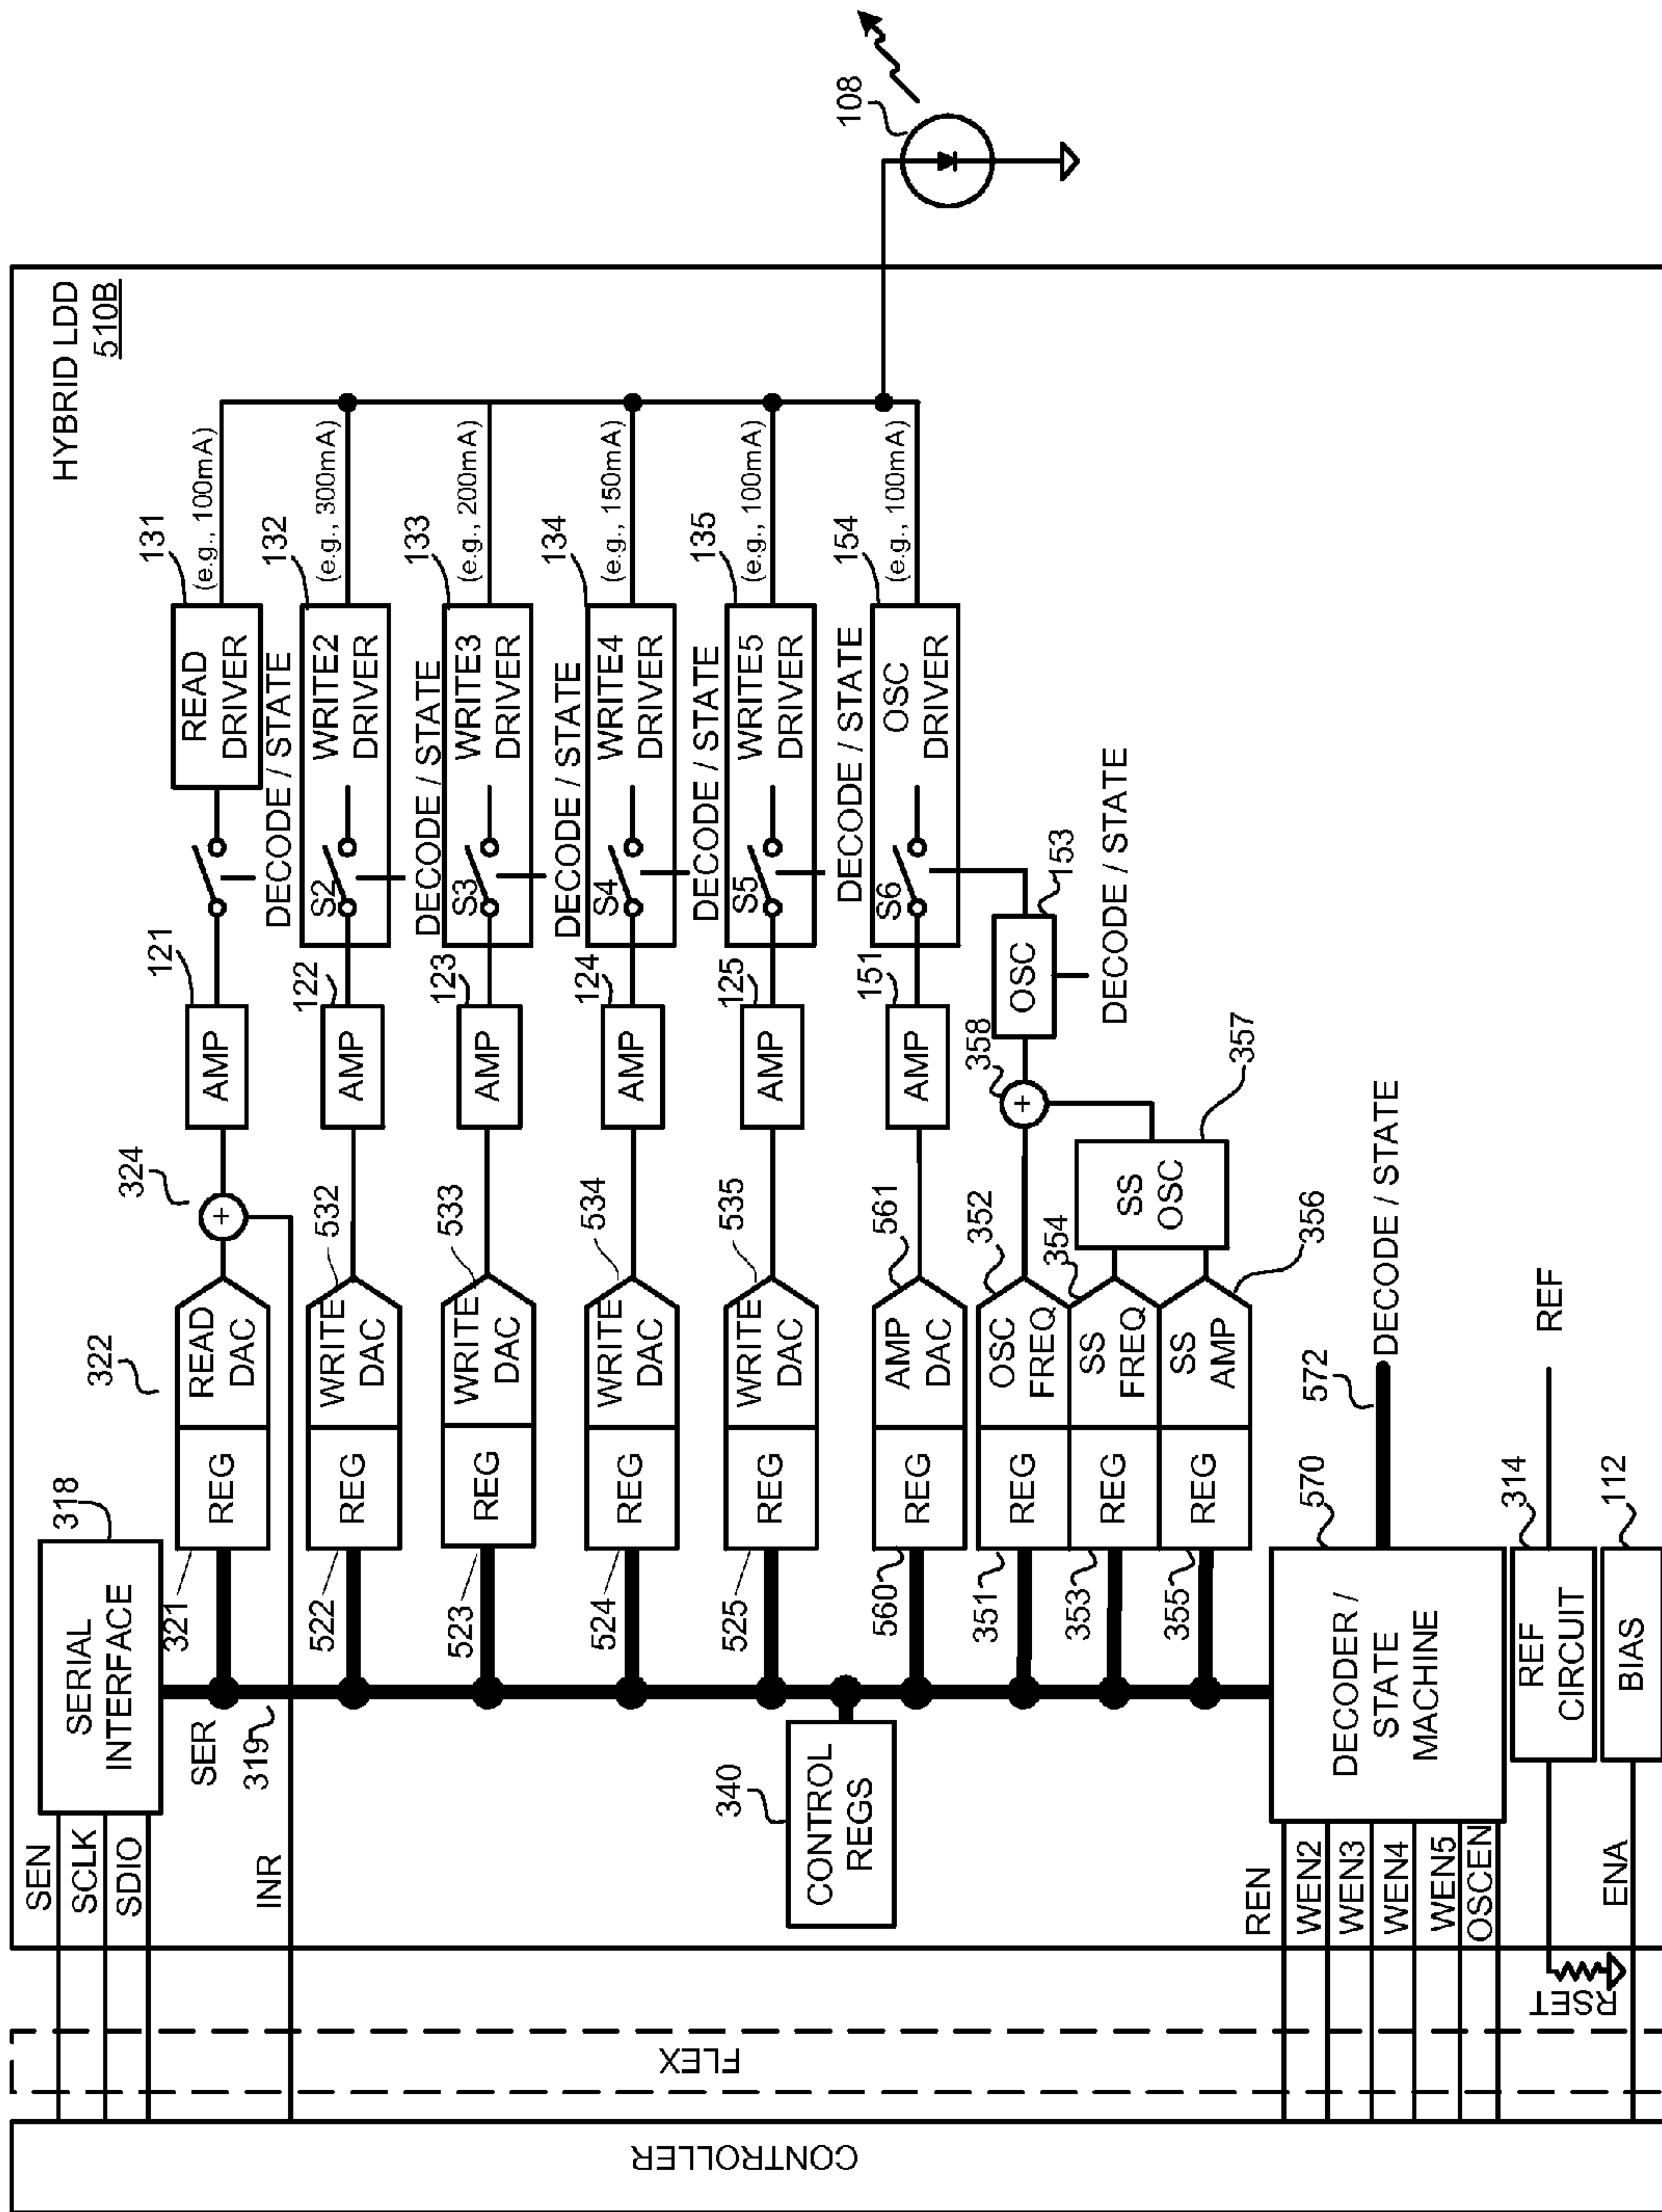 HYBRID LDD
510B
CONTROLLER
FLEX
SEN
SCLK
SDIO
INR
SERIAL
INTERFACE
318
SER
319
321
REG
READ
DAC
322
324
AMP
121
READ
DRIVER
131
(e.g., 100mA)
DECODE / STATE
522
REG
WRITE
DAC
532
AMP
122
S2
WRITE2
DRIVER
132
(e.g., 300mA)
DECODE / STATE
523
REG
WRITE
DAC
533
AMP
123
S3
WRITE3
DRIVER
133
(e.g., 200mA)
DECODE / STATE
524
REG
WRITE
DAC
534
AMP
124
S4
WRITE4
DRIVER
134
(e.g., 150mA)
DECODE / STATE
525
REG
WRITE
DAC
535
AMP
125
S5
WRITE5
DRIVER
135
(e.g., 100mA)
DECODE / STATE
340
CONTROL
REGS
560
REG
AMP
DAC
561
AMP
151
S6
OSC
DRIVER
154
(e.g., 100mA)
108
351
REG
OSC
FREQ
352
358
OSC
153
DECODE / STATE
353
REG
SS
FREQ
354
SS
OSC
357
355
REG
SS
AMP
356
REN
WEN2
WEN3
WEN4
WEN5
OSCEN
DECODER /
STATE
MACHINE
570
572
DECODE / STATE
RSET
REF
CIRCUIT
314
REF
ENA
BIAS
112
+
+